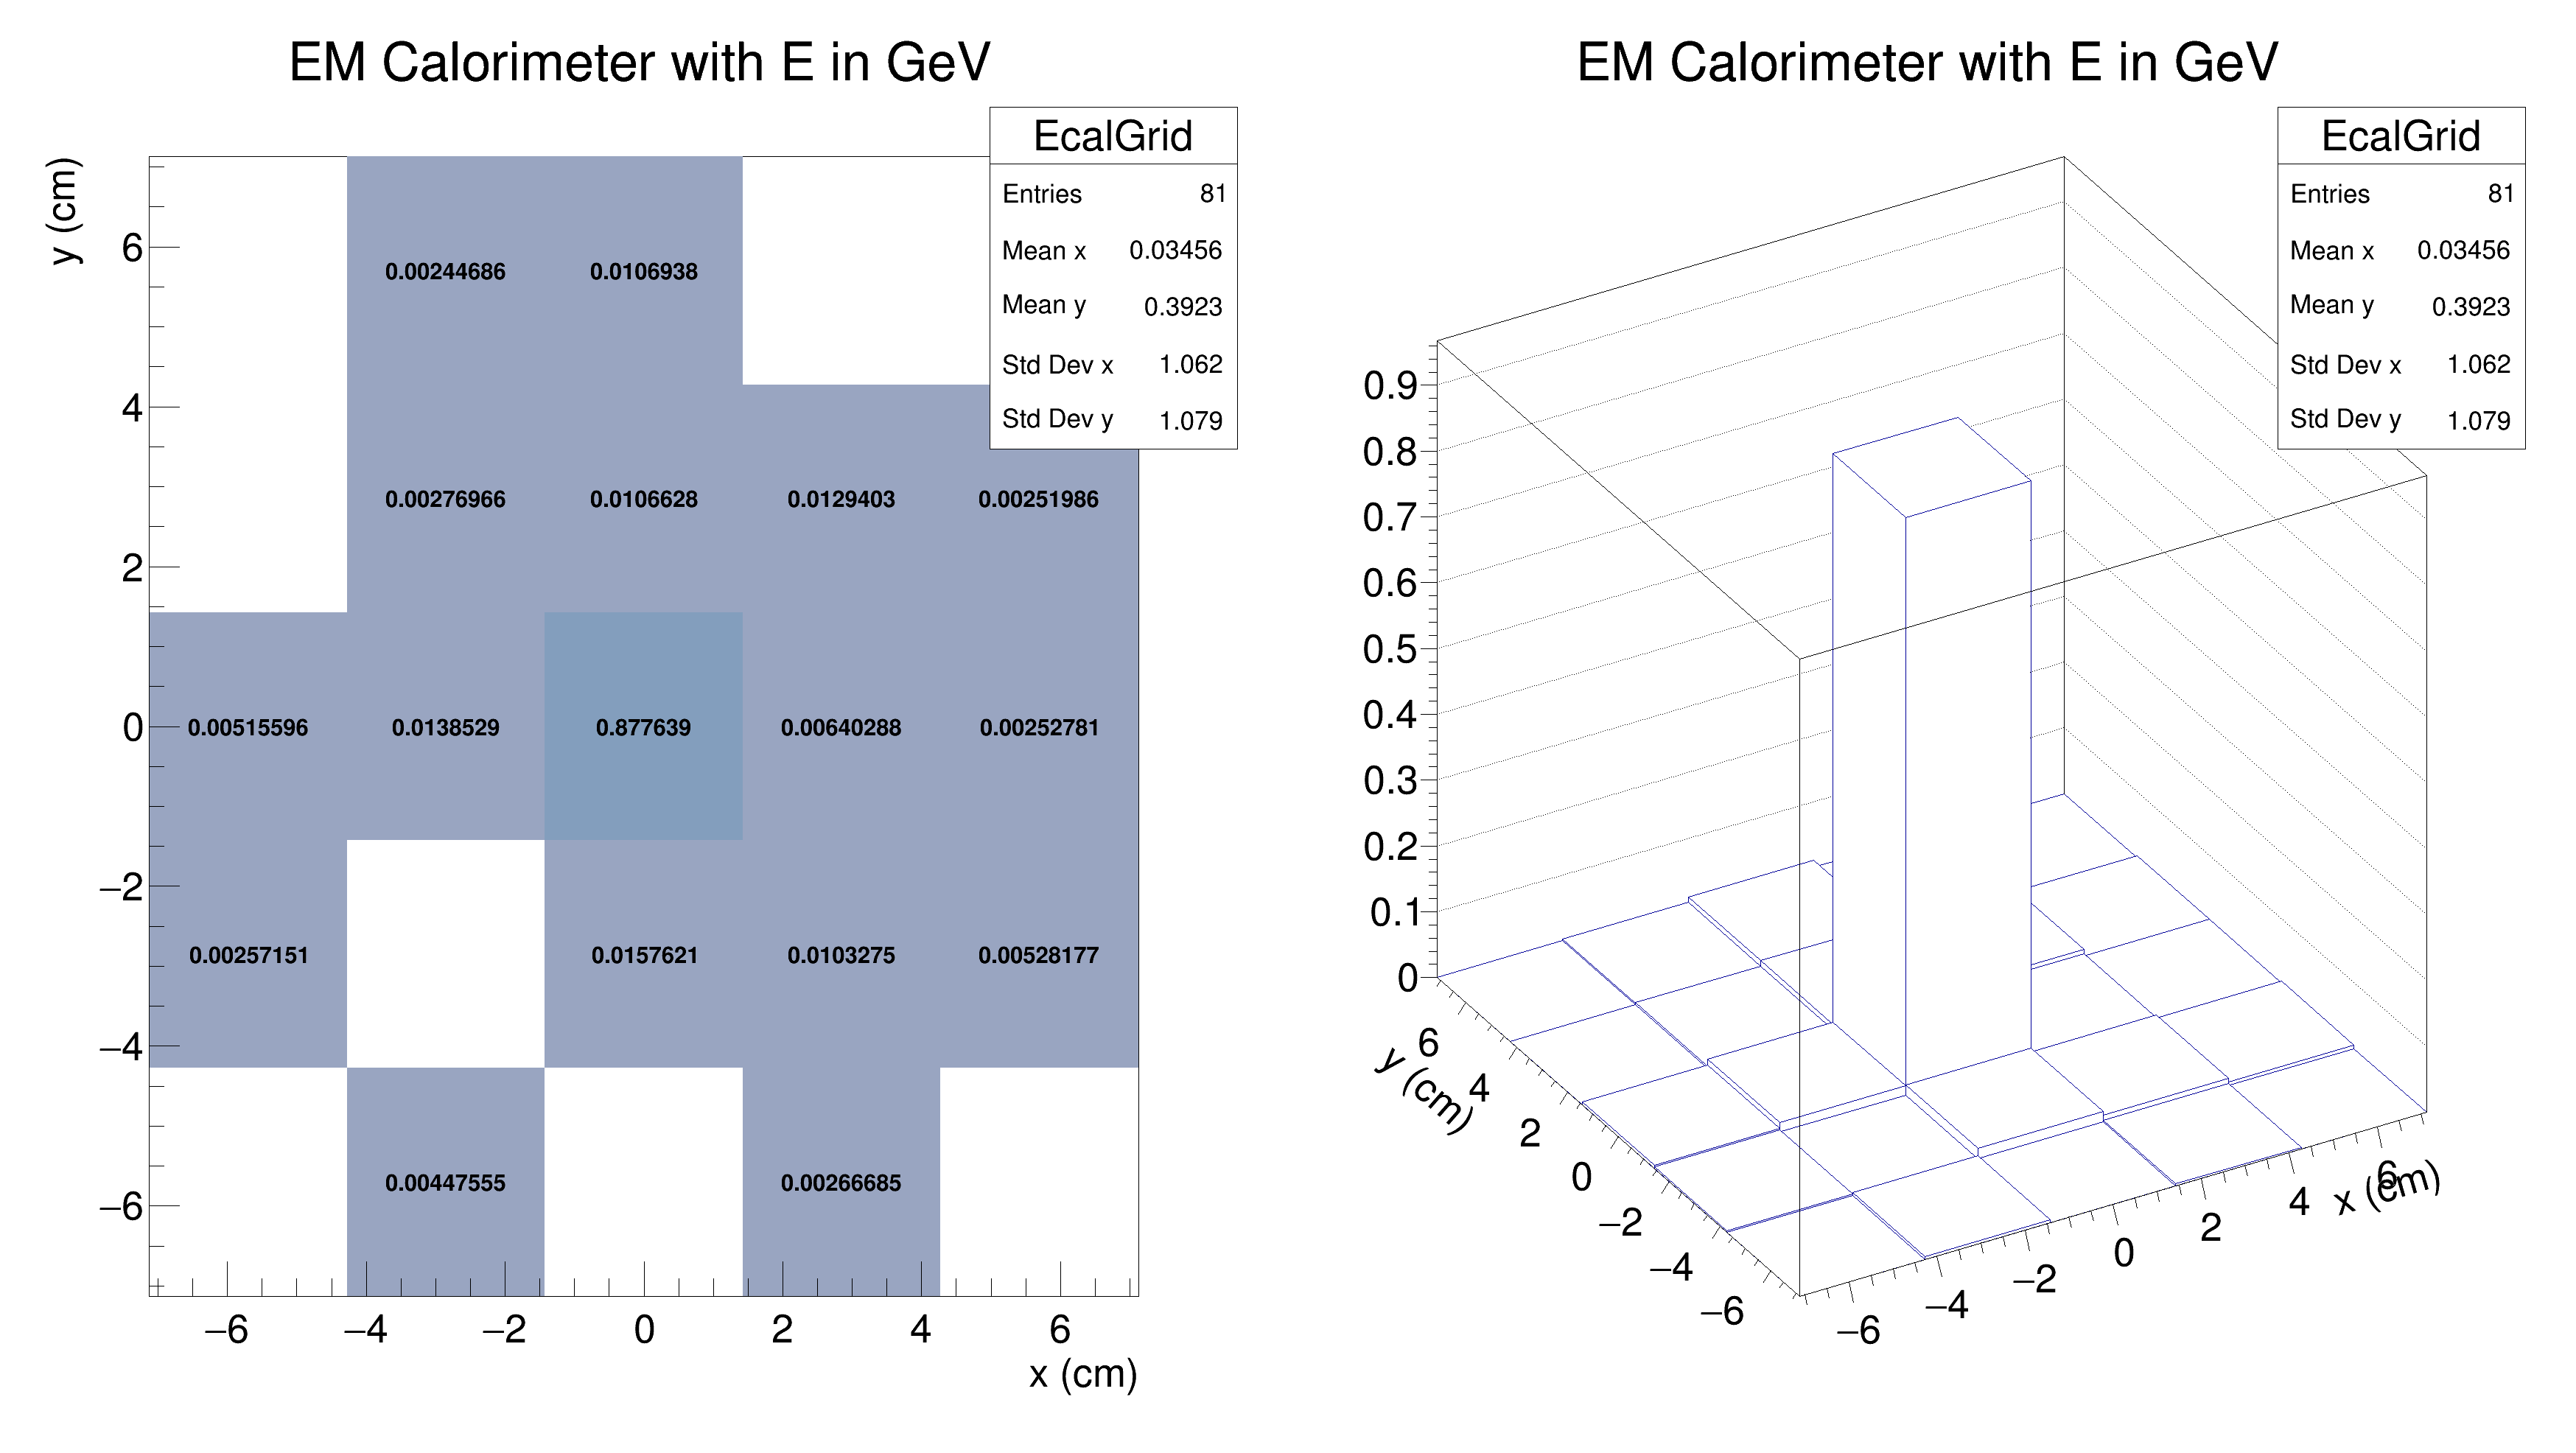 EM Calorimeter with E in GeV
EcalGrid
Entries 81
Mean x 0.03456
Mean y 0.3923
Std Dev x 1.062
Std Dev y 1.079
y (cm)
6
4
2
0
−2
−4
−6
0.00244686 0.0106938
0.00276966 0.0106628 0.0129403 0.00251986
0.00515596 0.0138529 0.877639 0.00640288 0.00252781
0.00257151 0.0157621 0.0103275 0.00528177
0.00447555 0.00266685
−6 −4 −2 0 2 4 6
x (cm)
EM Calorimeter with E in GeV
EcalGrid
Entries 81
Mean x 0.03456
Mean y 0.3923
Std Dev x 1.062
Std Dev y 1.079
0.9
0.8
0.7
0.6
0.5
0.4
0.3
0.2
0.1
0
y (cm)
6
4
2
0
−2
−4
−6
−6 −4 −2 0 2 4 6
x (cm)